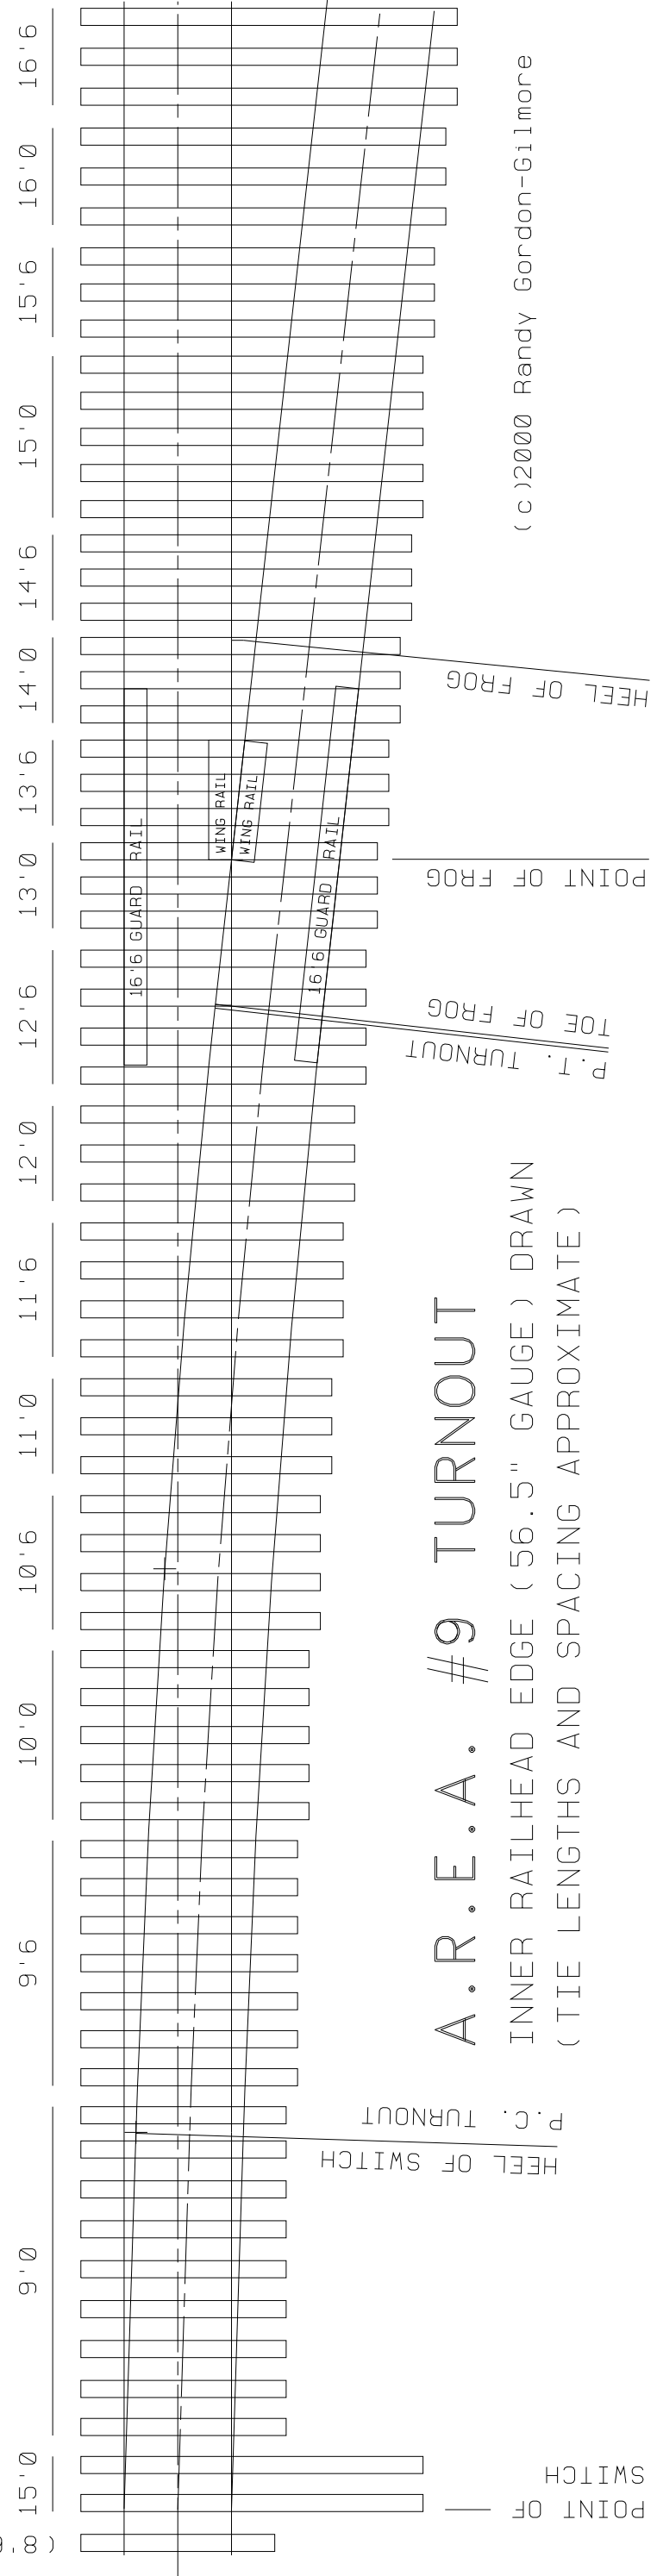 16'6
16'0
15'6
15'0
14'6
14'0
13'6
13'0
12'6
12'0
11'6
11'0
10'6
10'0
9'6
9'0
15'0
(c)2000 Randy Gordon-Gilmore
HEEL OF FROG
WING RAIL
WING RAIL
16'6 GUARD RAIL
16'6 GUARD RAIL
POINT OF FROG
TOE OF FROG
P.T. TURNOUT
A.R.E.A. #9 TURNOUT
INNER RAILHEAD EDGE (56.5" GAUGE) DRAWN
(TIE LENGTHS AND SPACING APPROXIMATE)
P.C. TURNOUT
HEEL OF SWITCH
POINT OF
SWITCH